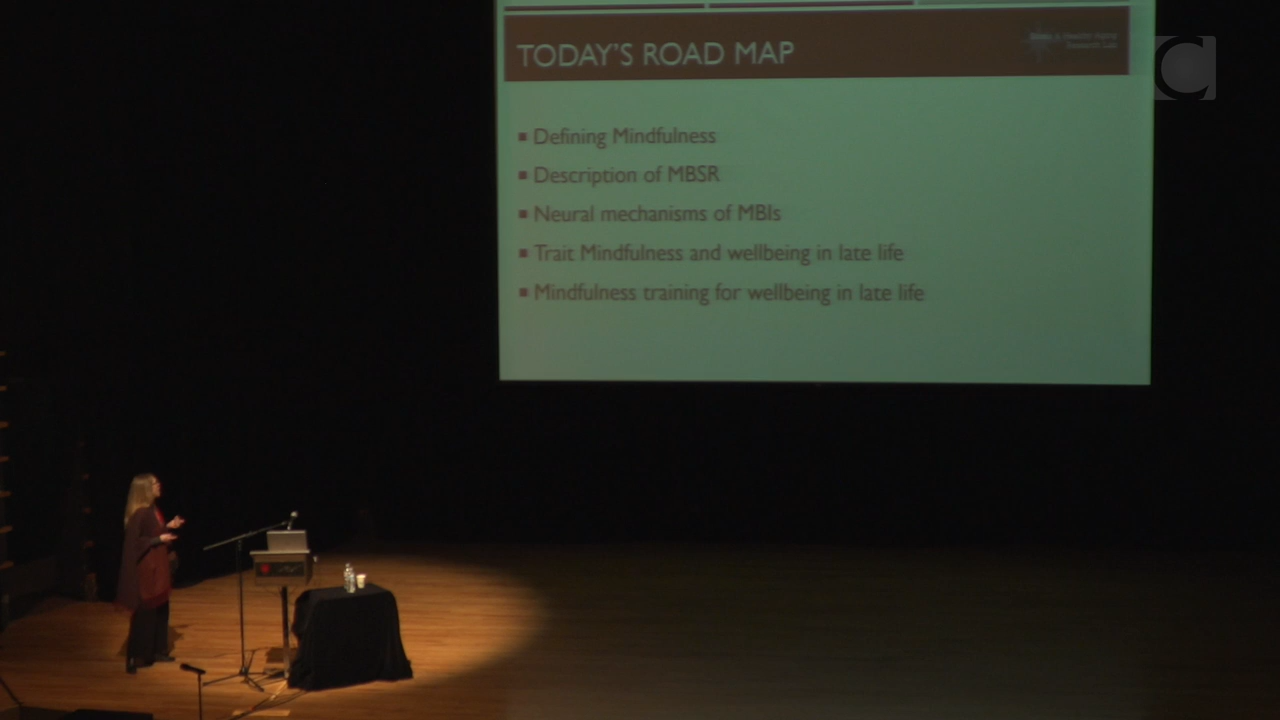 TODAY'S ROAD MAP
Defining Mindfulness
Description of MBSR
Neural mechanisms of MBIs
Trait Mindfulness and wellbeing in late life
Mindfulness training for wellbeing in late life